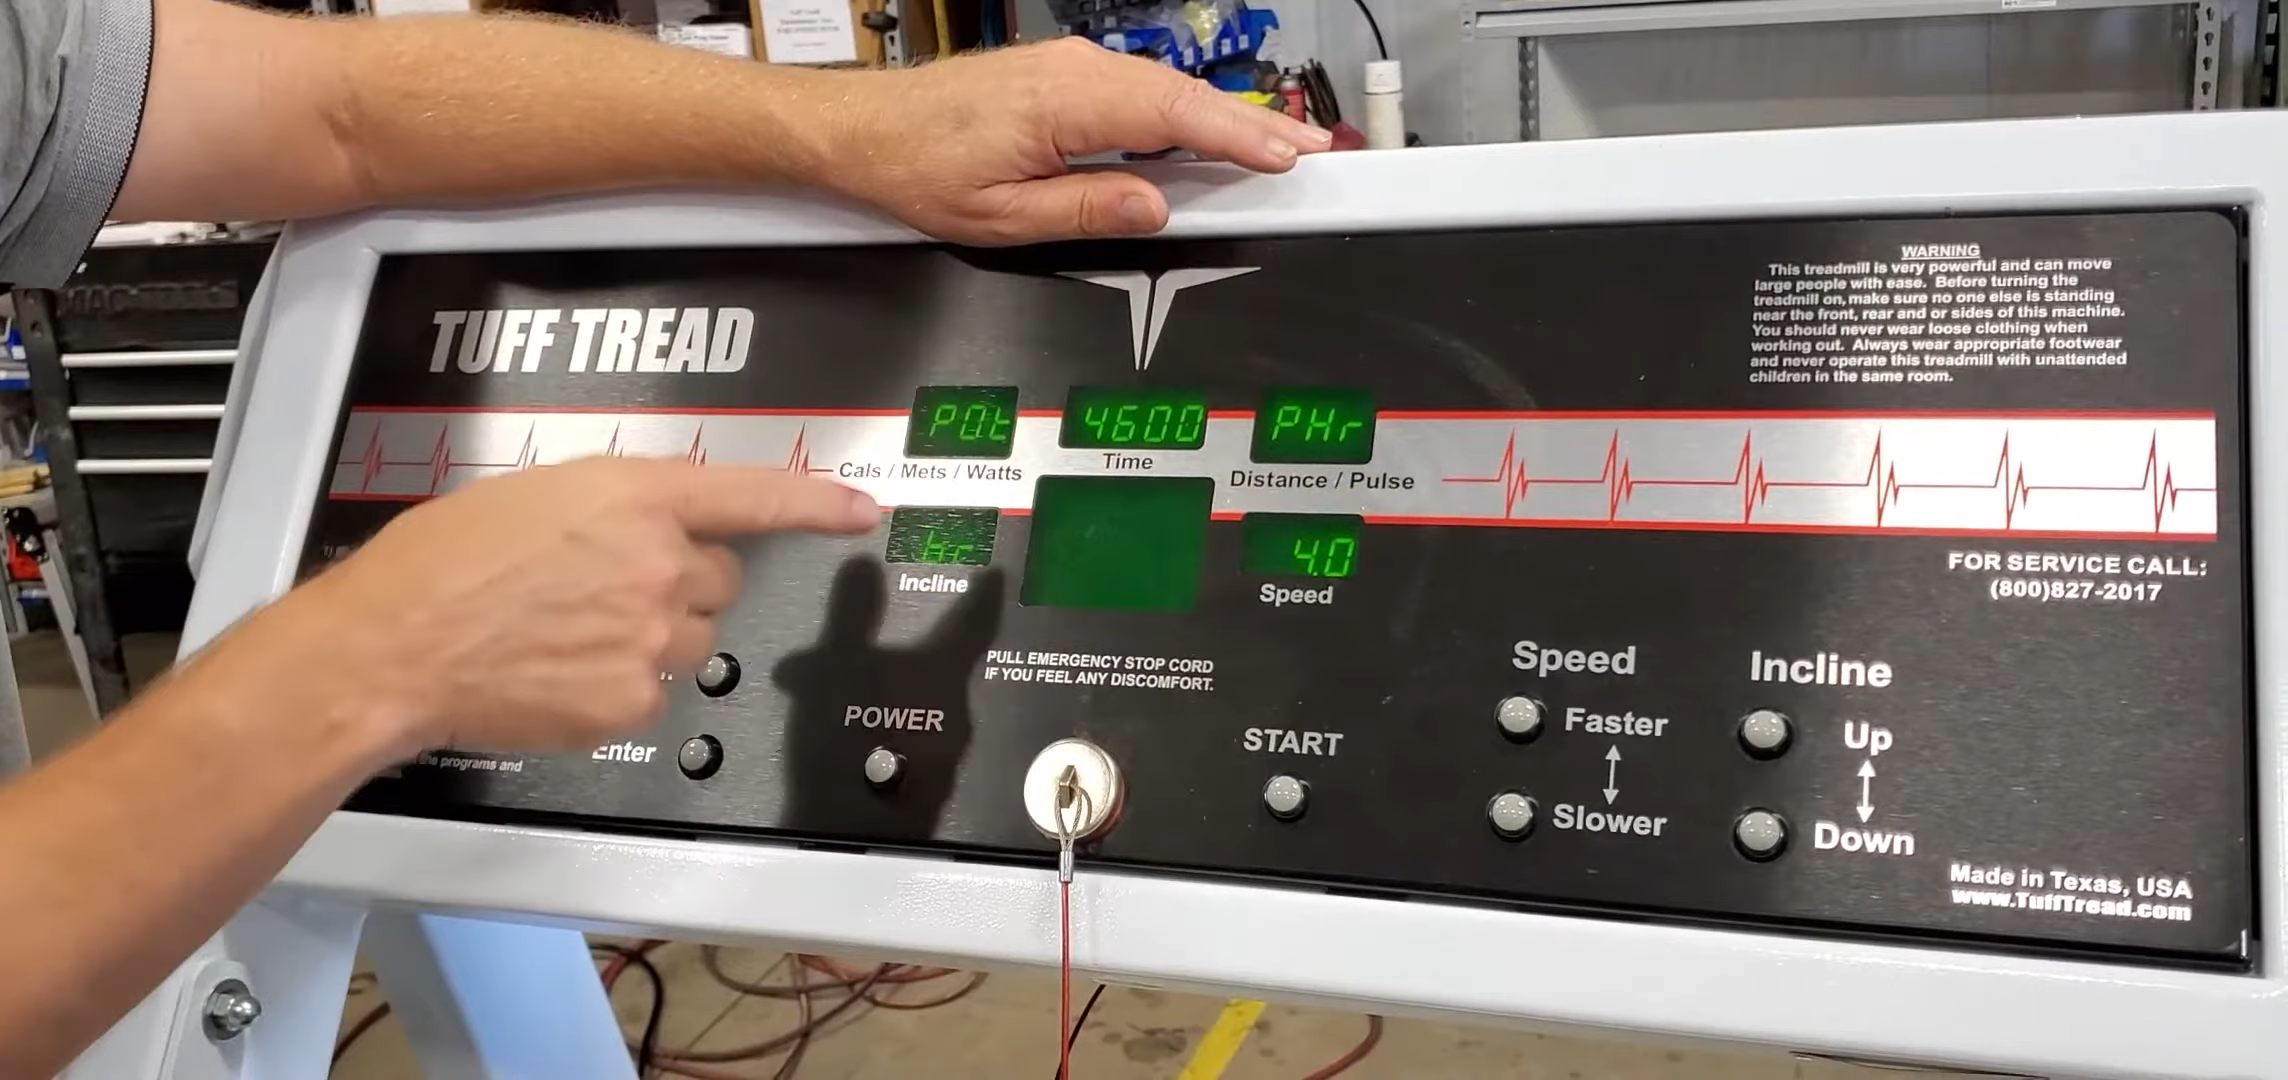 TUFF TREAD
WARNING
This treadmill is very powerful and can move
large people with ease. Before turning the
treadmill on, make sure no one else is standing
near the front, rear and or sides of this machine.
You should never wear loose clothing when
working out. Always wear appropriate footwear
and never operate this treadmill with unattended
children in the same room.
4600
PHr
Cals / Mets / Watts
Time
Distance / Pulse
4.0
Incline
Speed
FOR SERVICE CALL:
(800)827-2017
PULL EMERGENCY STOP CORD
IF YOU FEEL ANY DISCOMFORT.
Speed
Incline
POWER
START
Faster
Up
Enter
programs and
Slower
Down
Made in Texas, USA
www.TuffTread.com